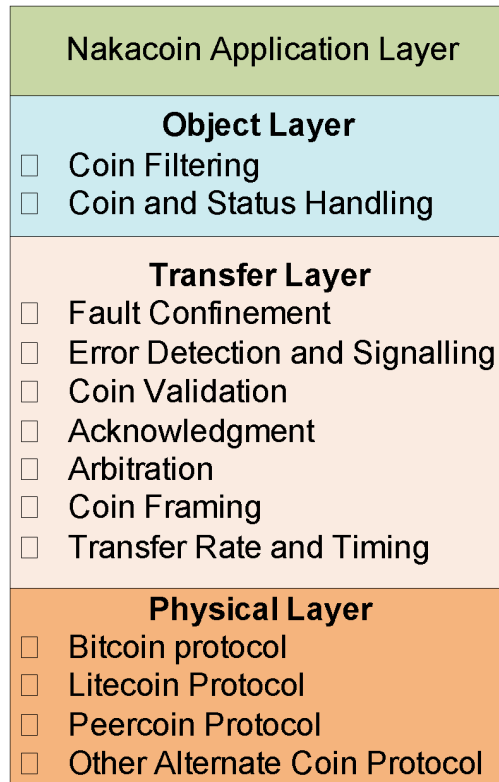 Nakacoin Application Layer
Object Layer
□ Coin Filtering
□ Coin and Status Handling
Transfer Layer
□ Fault Confinement
□ Error Detection and Signalling
□ Coin Validation
□ Acknowledgment
□ Arbitration
□ Coin Framing
□ Transfer Rate and Timing
Physical Layer
□ Bitcoin protocol
□ Litecoin Protocol
□ Peercoin Protocol
□ Other Alternate Coin Protocol